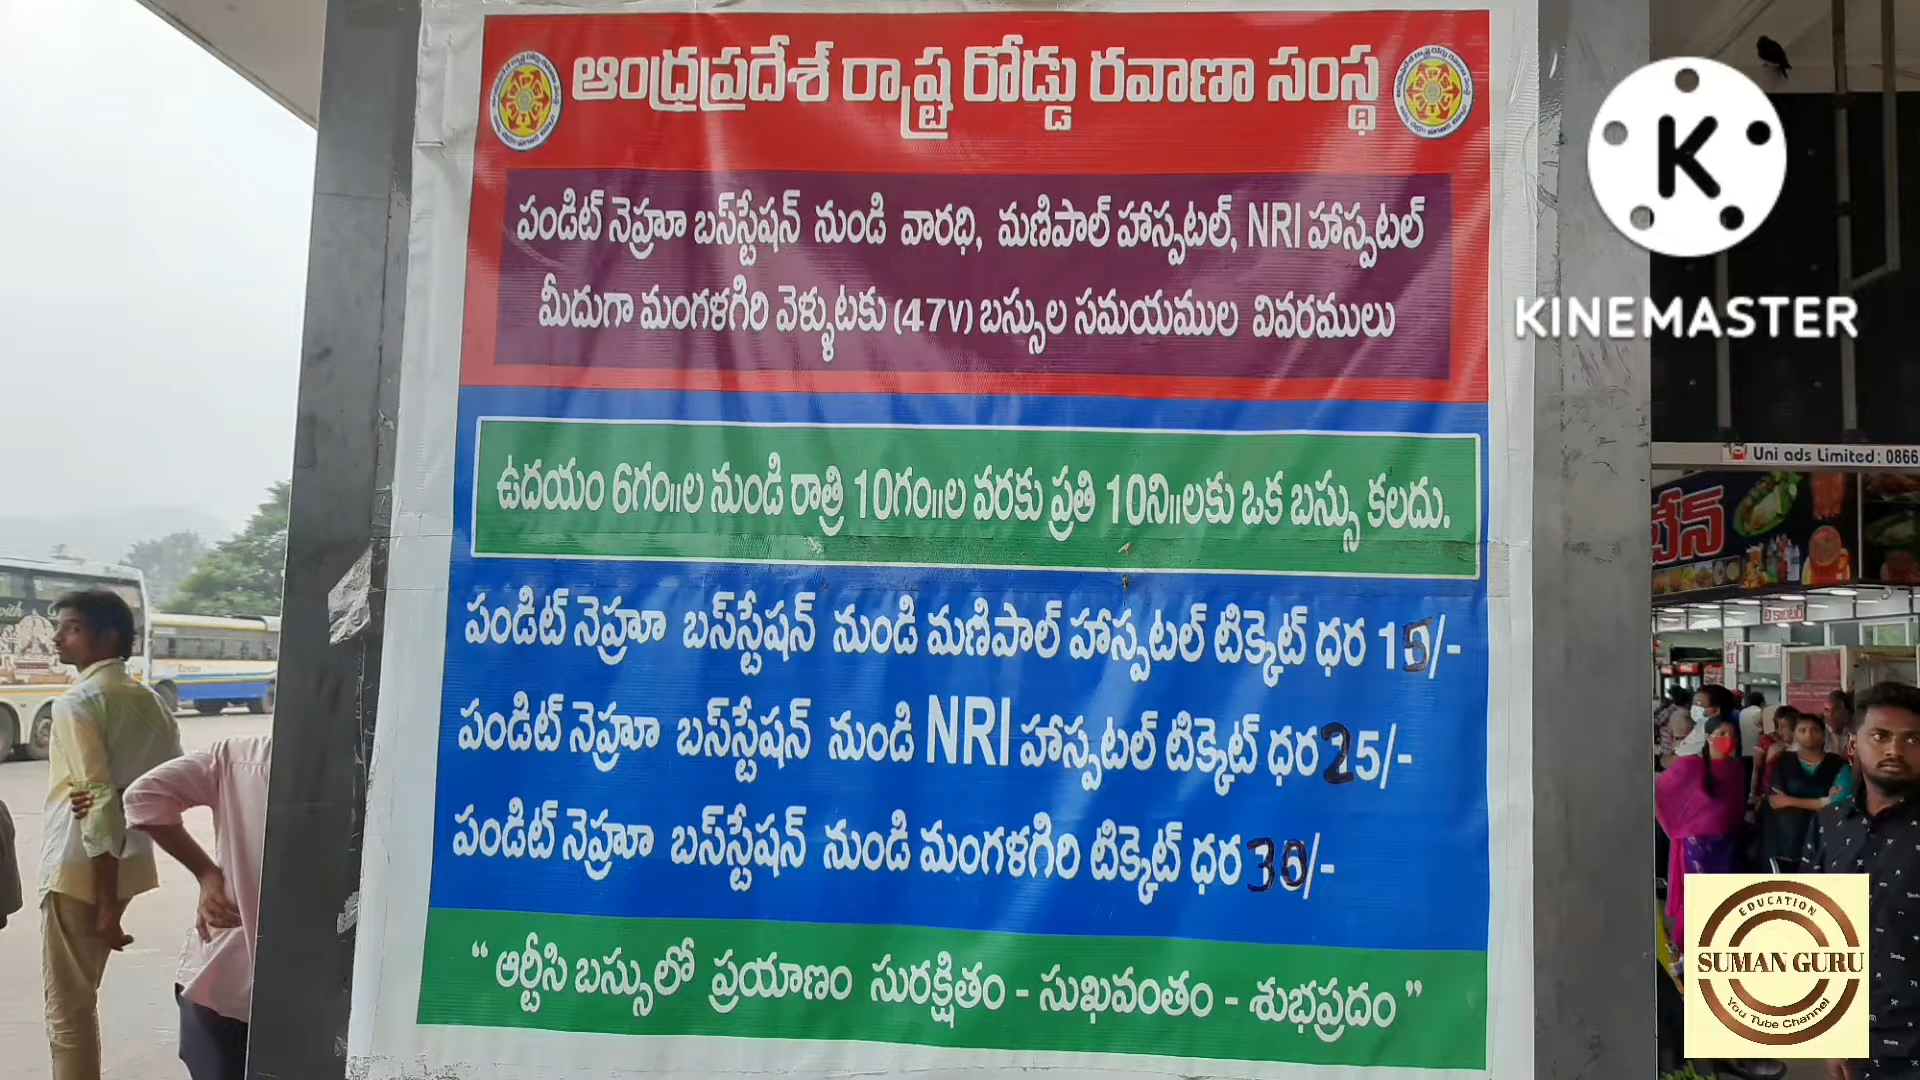 ఆంధ్రప్రదేశ్ రాష్ట్ర రోడ్డు రవాణా సంస్థ
పండిట్ నెహ్రూ బస్‌స్టేషన్ నుండి వారధి, మణిపాల్ హాస్పటల్, NRI హాస్పటల్
మీదుగా మంగళగిరి వెళ్ళుటకు (47V) బస్సుల సమయముల వివరములు
ఉదయం 6గం॥ల నుండి రాత్రి 10గం॥ల వరకు ప్రతి 10ని॥లకు ఒక బస్సు కలదు.
పండిట్ నెహ్రూ బస్‌స్టేషన్ నుండి మణిపాల్ హాస్పటల్ టిక్కెట్ ధర 15/-
పండిట్ నెహ్రూ బస్‌స్టేషన్ నుండి NRI హాస్పటల్ టిక్కెట్ ధర 25/-
పండిట్ నెహ్రూ బస్‌స్టేషన్ నుండి మంగళగిరి టిక్కెట్ ధర 30/-
“ ఆర్టీసి బస్సులో ప్రయాణం సురక్షితం - సుఖవంతం - శుభప్రదం ”
K
KINEMASTER
Uni ads Limited: 0866
EDUCATION
SUMAN GURU
You Tube Channel